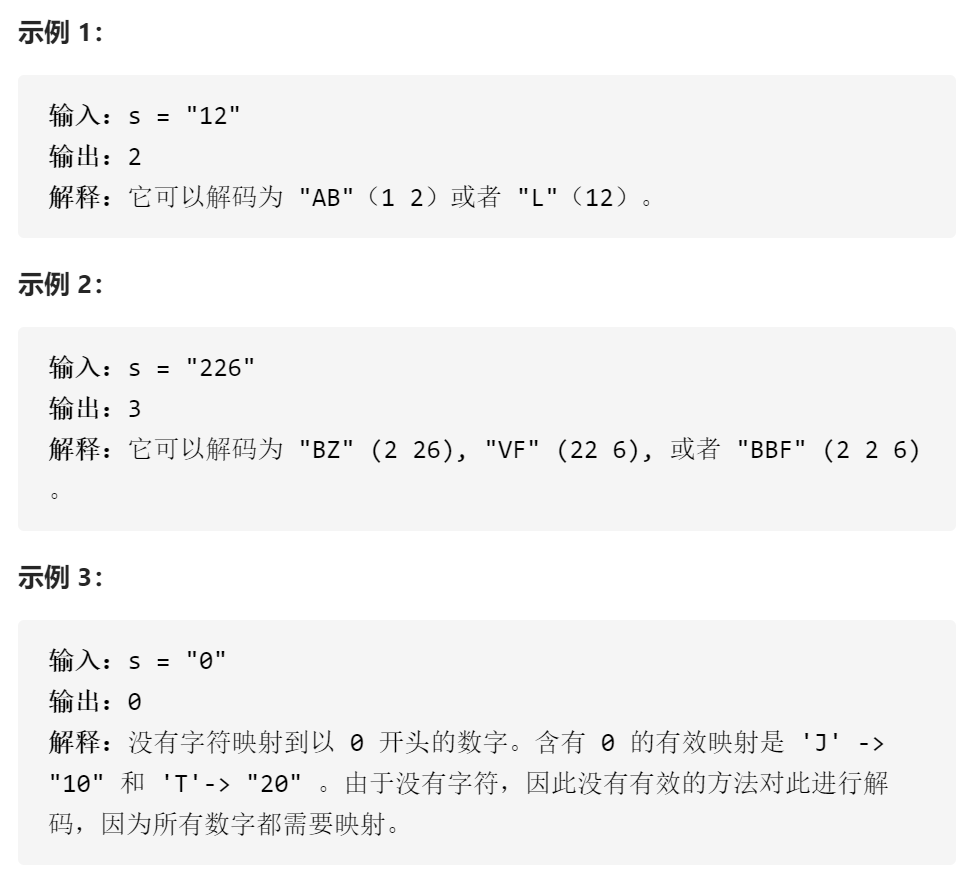 示例 1：
输入：s = "12"
输出：2
解释：它可以解码为 "AB"（1 2）或者 "L"（12）。
示例 2：
输入：s = "226"
输出：3
解释：它可以解码为 "BZ" (2 26), "VF" (22 6), 或者 "BBF" (2 2 6)
。
示例 3：
输入：s = "0"
输出：0
解释：没有字符映射到以 0 开头的数字。含有 0 的有效映射是 'J' ->
"10" 和 'T'-> "20" 。由于没有字符，因此没有有效的方法对此进行解
码，因为所有数字都需要映射。